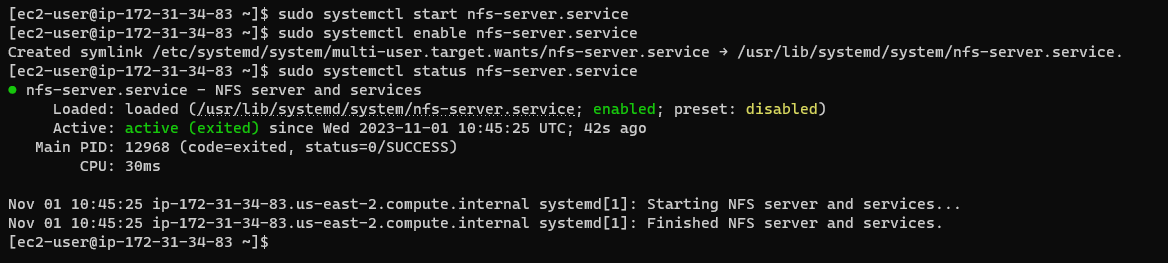 [ec2-user@ip-172-31-34-83 ~]$ sudo systemctl start nfs-server.service
[ec2-user@ip-172-31-34-83 ~]$ sudo systemctl enable nfs-server.service
Created symlink /etc/systemd/system/multi-user.target.wants/nfs-server.service → /usr/lib/systemd/system/nfs-server.service.
[ec2-user@ip-172-31-34-83 ~]$ sudo systemctl status nfs-server.service
● nfs-server.service - NFS server and services
     Loaded: loaded (/usr/lib/systemd/system/nfs-server.service; enabled; preset: disabled)
     Active: active (exited) since Wed 2023-11-01 10:45:25 UTC; 42s ago
   Main PID: 12968 (code=exited, status=0/SUCCESS)
        CPU: 30ms

Nov 01 10:45:25 ip-172-31-34-83.us-east-2.compute.internal systemd[1]: Starting NFS server and services...
Nov 01 10:45:25 ip-172-31-34-83.us-east-2.compute.internal systemd[1]: Finished NFS server and services.
[ec2-user@ip-172-31-34-83 ~]$